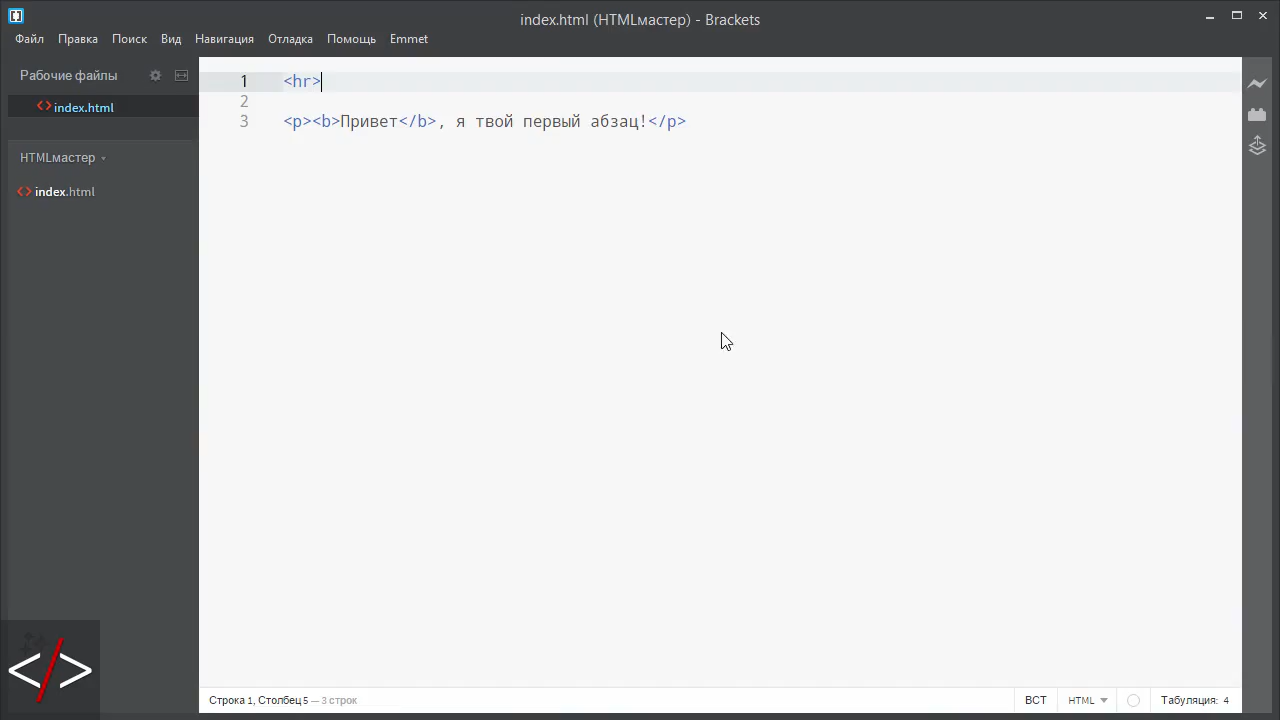 index.html (HTMLмастер) - Brackets
Файл Правка Поиск Вид Навигация Отладка Помощь Emmet
Рабочие файлы
<> index.html
HTMLмастер
<> index.html
1 <hr>
2
3 <p><b>Привет</b>, я твой первый абзац!</p>
</>
Строка 1, Столбец 5 — 3 строк
ВСТ HTML Табуляция: 4